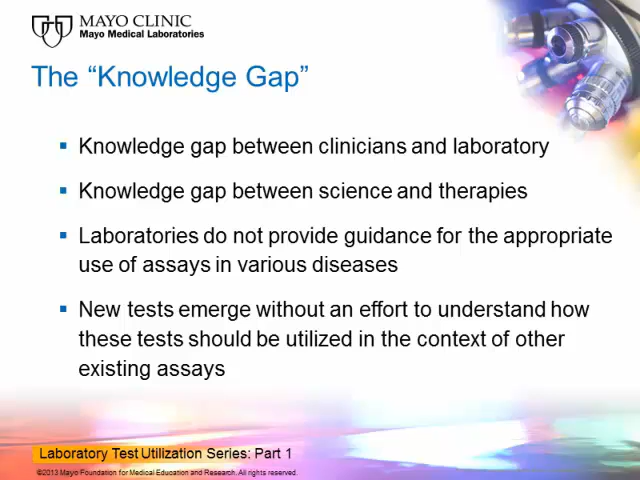 MAYO CLINIC
Mayo Medical Laboratories
The “Knowledge Gap”
Knowledge gap between clinicians and laboratory
Knowledge gap between science and therapies
Laboratories do not provide guidance for the appropriate
use of assays in various diseases
New tests emerge without an effort to understand how
these tests should be utilized in the context of other
existing assays
Laboratory Test Utilization Series: Part 1
©2013 Mayo Foundation for Medical Education and Research. All rights reserved.